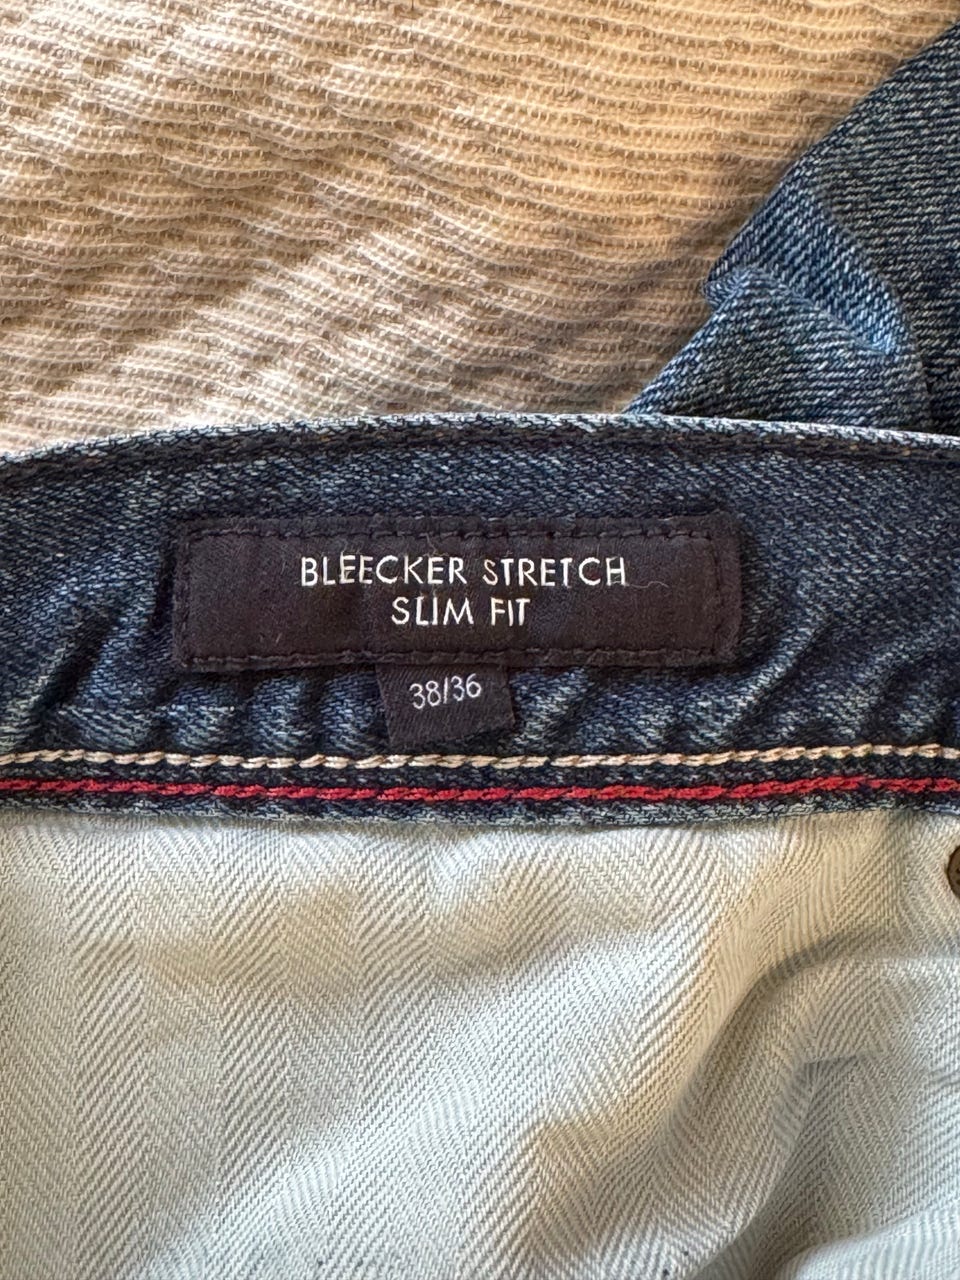 BLEECKER STRETCH
SLIM FIT
38/36